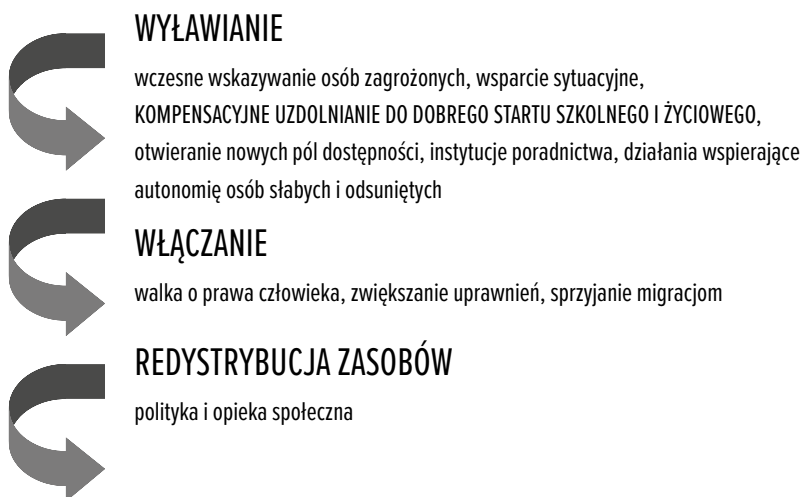 WYŁAWIANIE
wczesne wskazywanie osób zagrożonych, wsparcie sytuacyjne,
KOMPENSACYJNE UZDOLNIANIE DO DOBREGO STARTU SZKOLNEGO I ŻYCIOWEGO,
otwieranie nowych pól dostępności, instytucje poradnictwa, działania wspierające
autonomię osób słabych i odsuniętych
WŁĄCZANIE
walka o prawa człowieka, zwiększanie uprawnień, sprzyjanie migracjom
REDYSTRYBUCJA ZASOBÓW
polityka i opieka społeczna